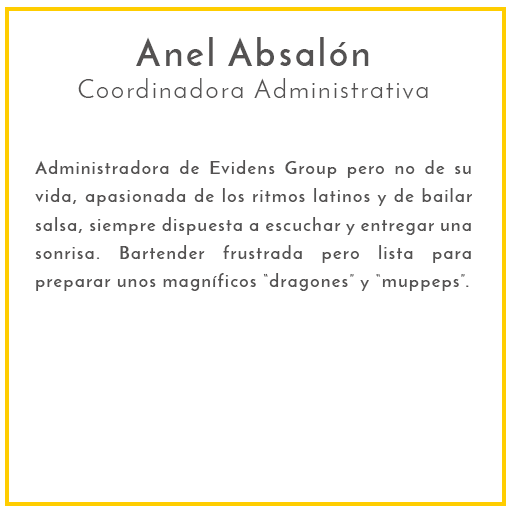 Anel Absalón
Coordinadora Administrativa
Administradora de Evidens Group pero no de su
vida, apasionada de los ritmos latinos y de bailar
salsa, siempre dispuesta a escuchar y entregar una
sonrisa. Bartender frustrada pero lista para
preparar unos magníficos “dragones” y “muppeps”.